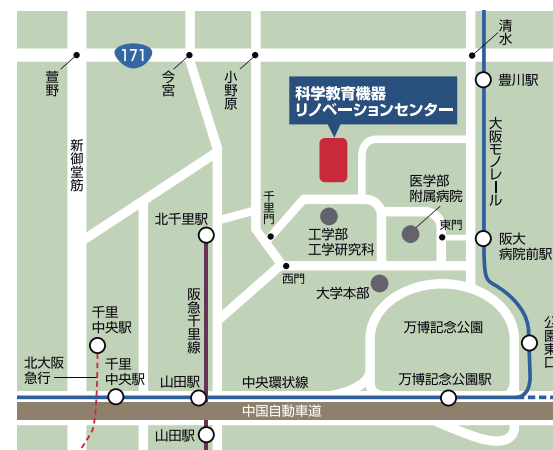 清水
171
萱野
今宮
小野原
豊川駅
科学教育機器
リノベーションセンター
大阪モノレール
新御堂筋
医学部
附属病院
千里門
北千里駅
工学部
工学研究科
東門
阪大
病院前駅
西門
大学本部
阪急千里線
千里
中央駅
万博記念公園
公園東口
北大阪
急行
千里
中央駅
山田駅
中央環状線
万博記念公園駅
中国自動車道
山田駅